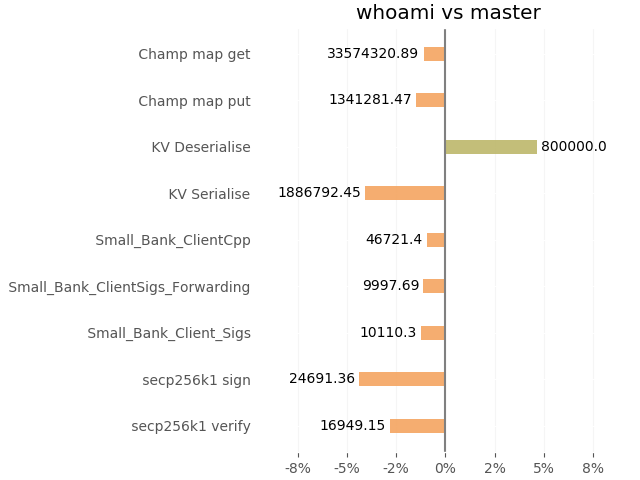 whoami vs master
Champ map get 33574320.89
Champ map put 1341281.47
KV Deserialise 800000.0
KV Serialise 1886792.45
Small_Bank_ClientCpp 46721.4
Small_Bank_ClientSigs_Forwarding 9997.69
Small_Bank_Client_Sigs 10110.3
secp256k1 sign 24691.36
secp256k1 verify 16949.15
-8% -5% -2% 0% 2% 5% 8%